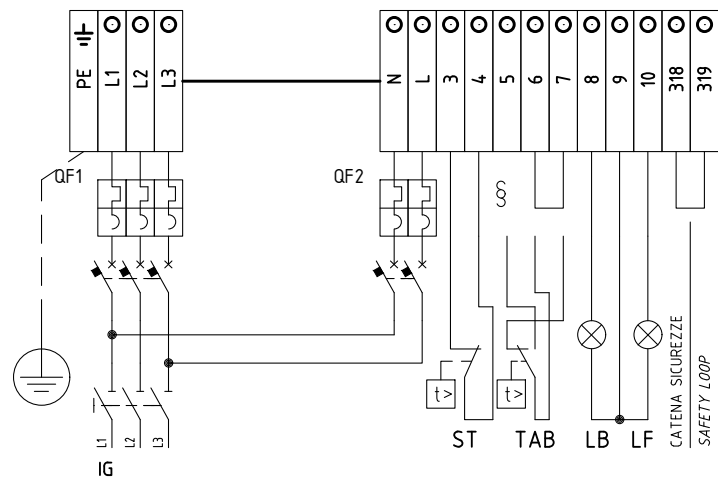 PE L1 L2 L3
N L 3 4 5 6 7 8 9 10 318 319
QF1
QF2
§
t>
t>
ST
TAB
LB
LF
CATENA SICUREZZE
SAFETY LOOP
L1 L2 L3
IG